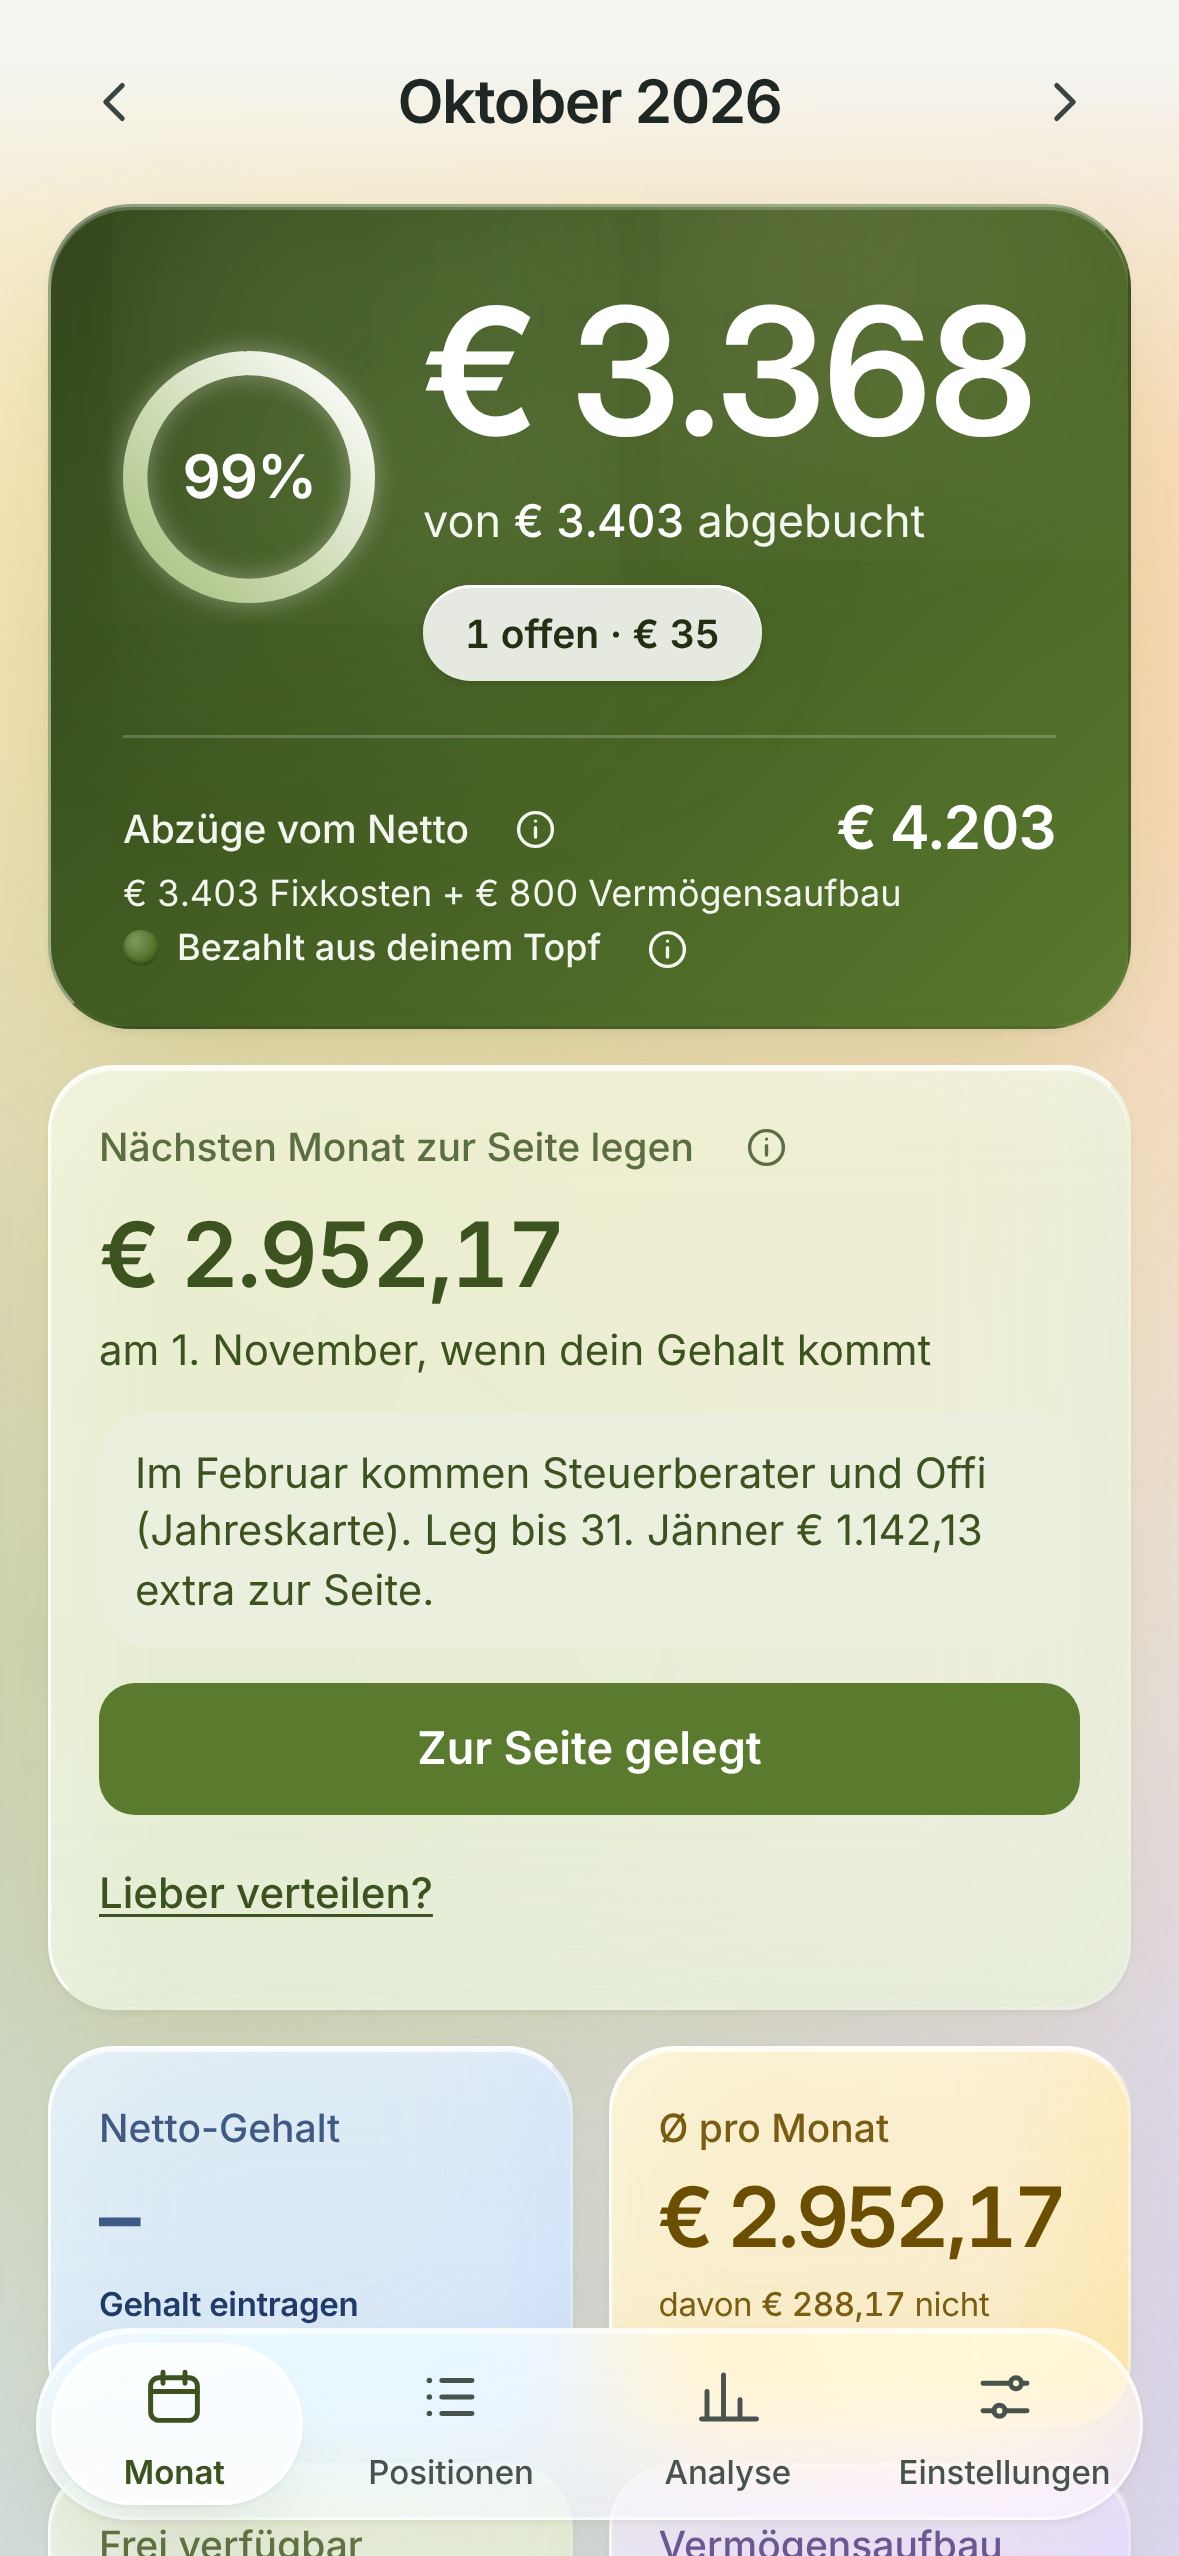 Oktober 2026
€ 3.368
99%
von € 3.403 abgebucht
1 offen · € 35
Abzüge vom Netto
€ 4.203
€ 3.403 Fixkosten + € 800 Vermögensaufbau
Bezahlt aus deinem Topf
Nächsten Monat zur Seite legen
€ 2.952,17
am 1. November, wenn dein Gehalt kommt
Im Februar kommen Steuerberater und Offi
(Jahreskarte). Leg bis 31. Jänner € 1.142,13
extra zur Seite.
Zur Seite gelegt
Lieber verteilen?
Netto-Gehalt
–
Gehalt eintragen
Ø pro Monat
€ 2.952,17
davon € 288,17 nicht
Monat
Positionen
Analyse
Einstellungen
Frei verfügbar
Vermögensaufbau